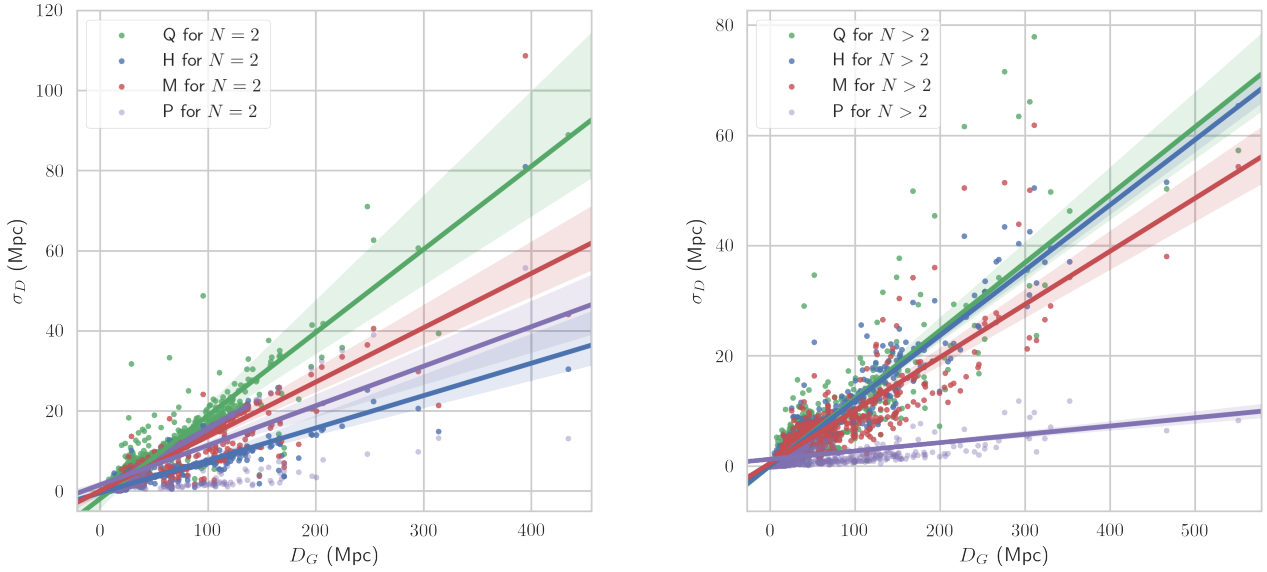 120
100
80
60
40
20
0
σ_D (Mpc)
Q for N = 2
H for N = 2
M for N = 2
P for N = 2
0
100
200
300
400
D_G (Mpc)
80
60
40
20
0
σ_D (Mpc)
Q for N > 2
H for N > 2
M for N > 2
P for N > 2
0
100
200
300
400
500
D_G (Mpc)